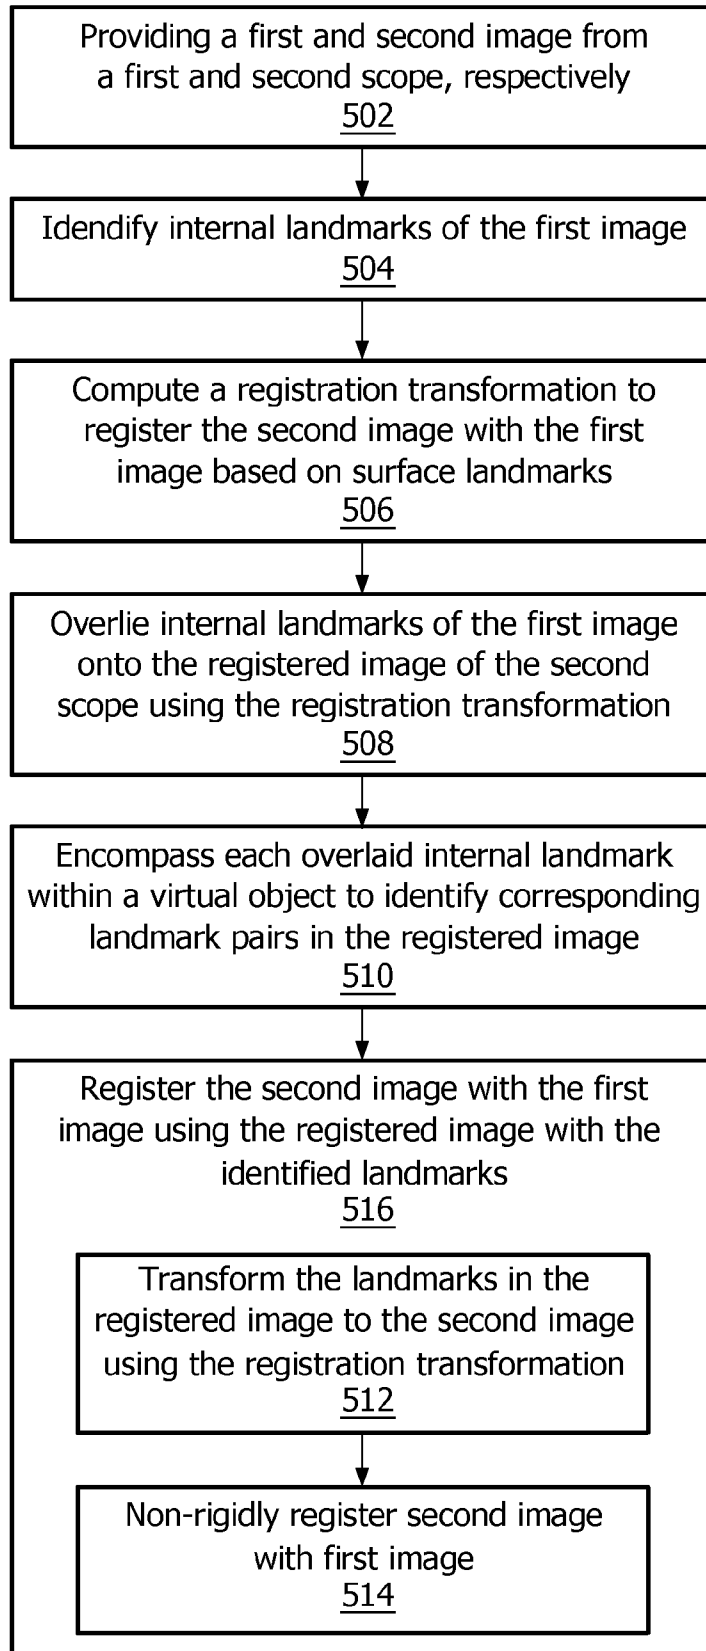 Providing a first and second image from
a first and second scope, respectively
502
Idendify internal landmarks of the first image
504
Compute a registration transformation to
register the second image with the first
image based on surface landmarks
506
Overlie internal landmarks of the first image
onto the registered image of the second
scope using the registration transformation
508
Encompass each overlaid internal landmark
within a virtual object to identify corresponding
landmark pairs in the registered image
510
Register the second image with the first
image using the registered image with the
identified landmarks
516
Transform the landmarks in the
registered image to the second image
using the registration transformation
512
Non-rigidly register second image
with first image
514